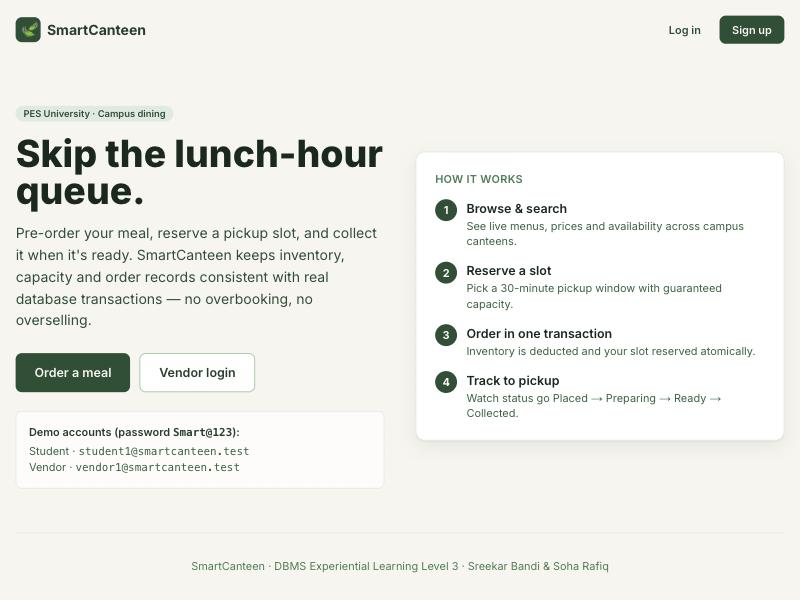 SmartCanteen
Log in
Sign up
PES University · Campus dining
Skip the lunch-hour
queue.
Pre-order your meal, reserve a pickup slot, and collect
it when it's ready. SmartCanteen keeps inventory,
capacity and order records consistent with real
database transactions — no overbooking, no
overselling.
Order a meal
Vendor login
Demo accounts (password Smart@123):
Student · student1@smartcanteen.test
Vendor · vendor1@smartcanteen.test
HOW IT WORKS
1
Browse & search
See live menus, prices and availability across campus
canteens.
2
Reserve a slot
Pick a 30-minute pickup window with guaranteed
capacity.
3
Order in one transaction
Inventory is deducted and your slot reserved atomically.
4
Track to pickup
Watch status go Placed → Preparing → Ready →
Collected.
SmartCanteen · DBMS Experiential Learning Level 3 · Sreekar Bandi & Soha Rafiq